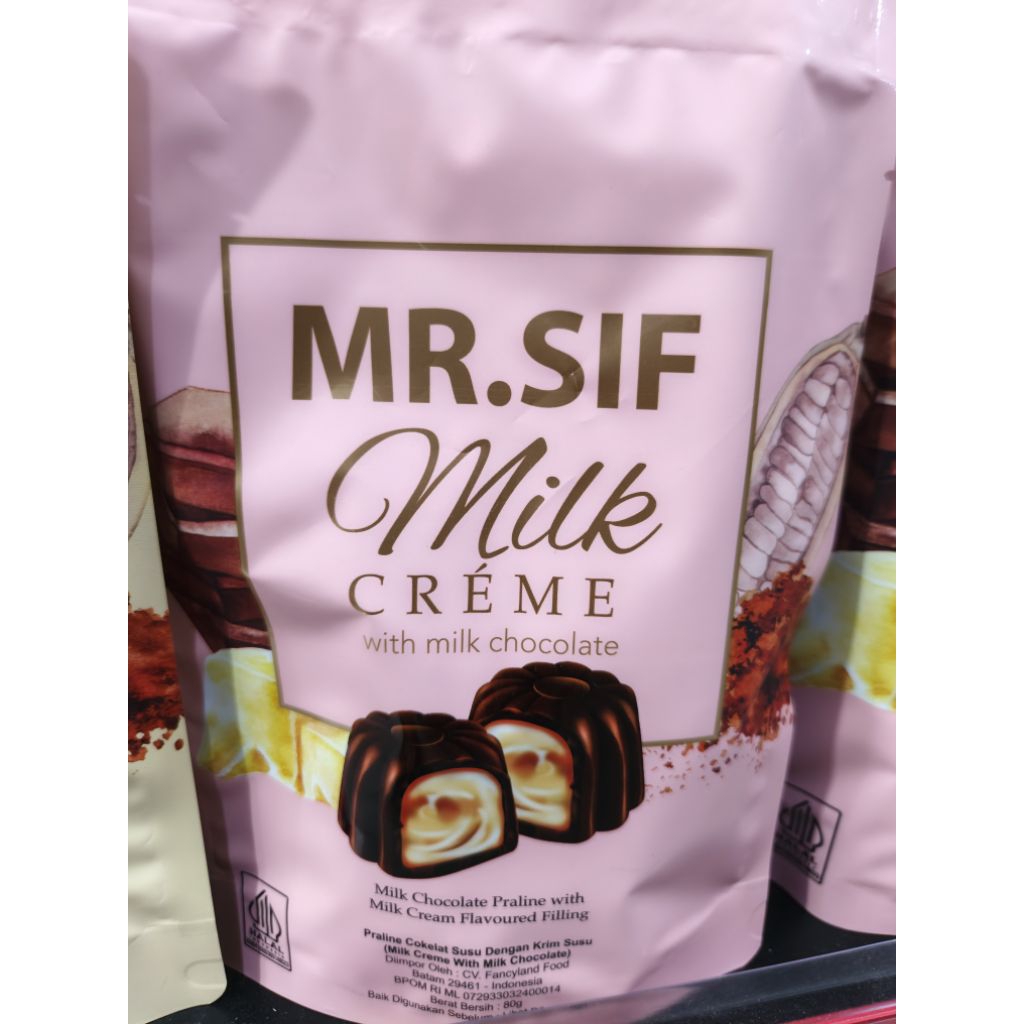 MR.SIF
Milk
CRÉME
with milk chocolate
Milk Chocolate Praline with
Milk Cream Flavoured Filling
Praline Cokelat Susu Dengan Krim Susu
(Milk Creme With Milk Chocolate)
Diimpor Oleh : CV. Fancyland Food
Batam 29461 - Indonesia
BPOM RI ML 072933032400014
Berat Bersih : 80g
Baik Digunakan Sebelum : Lihat
HALAL